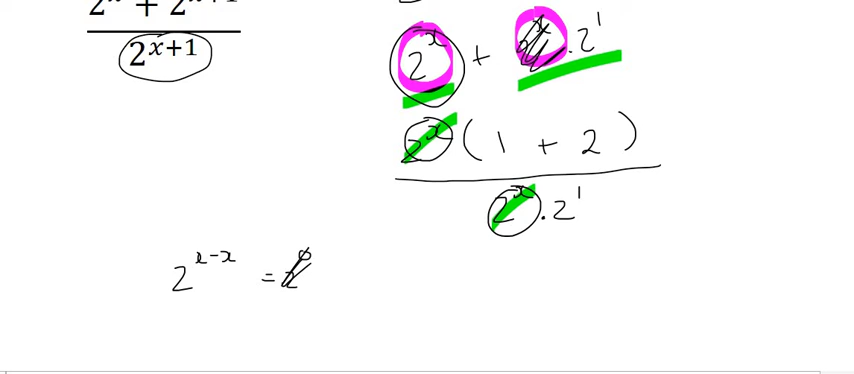 2^x + 2^{x+1}
2^{x+1}
2^x + 2^x . 2^1
2^x ( 1 + 2 )
2^x . 2^1
2^{x-x} = 2^0